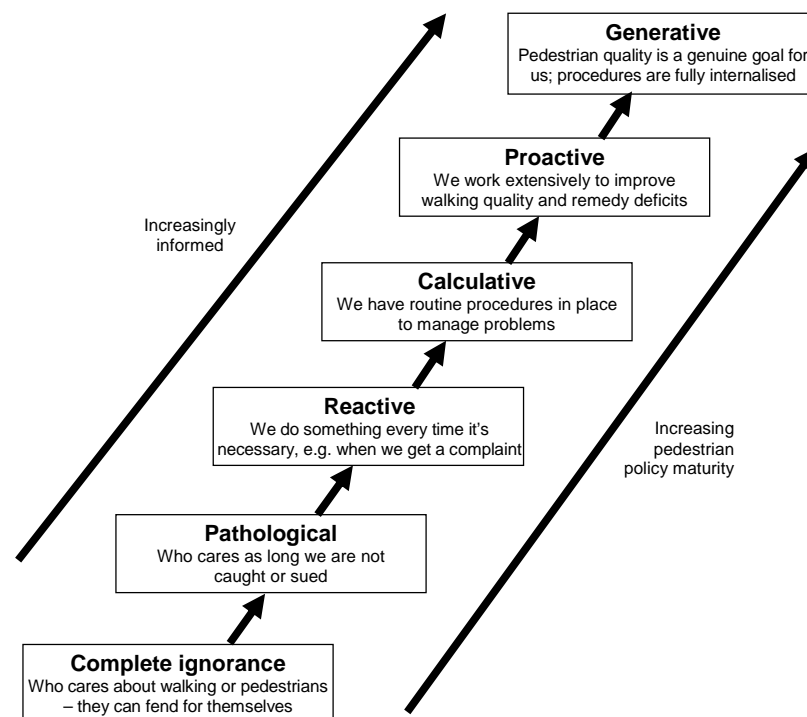 Generative
Pedestrian quality is a genuine goal for
us; procedures are fully internalised
Proactive
We work extensively to improve
walking quality and remedy deficits
Increasingly
informed
Calculative
We have routine procedures in place
to manage problems
Reactive
We do something every time it's
necessary, e.g. when we get a complaint
Increasing
pedestrian
policy maturity
Pathological
Who cares as long we are not
caught or sued
Complete ignorance
Who cares about walking or pedestrians
– they can fend for themselves